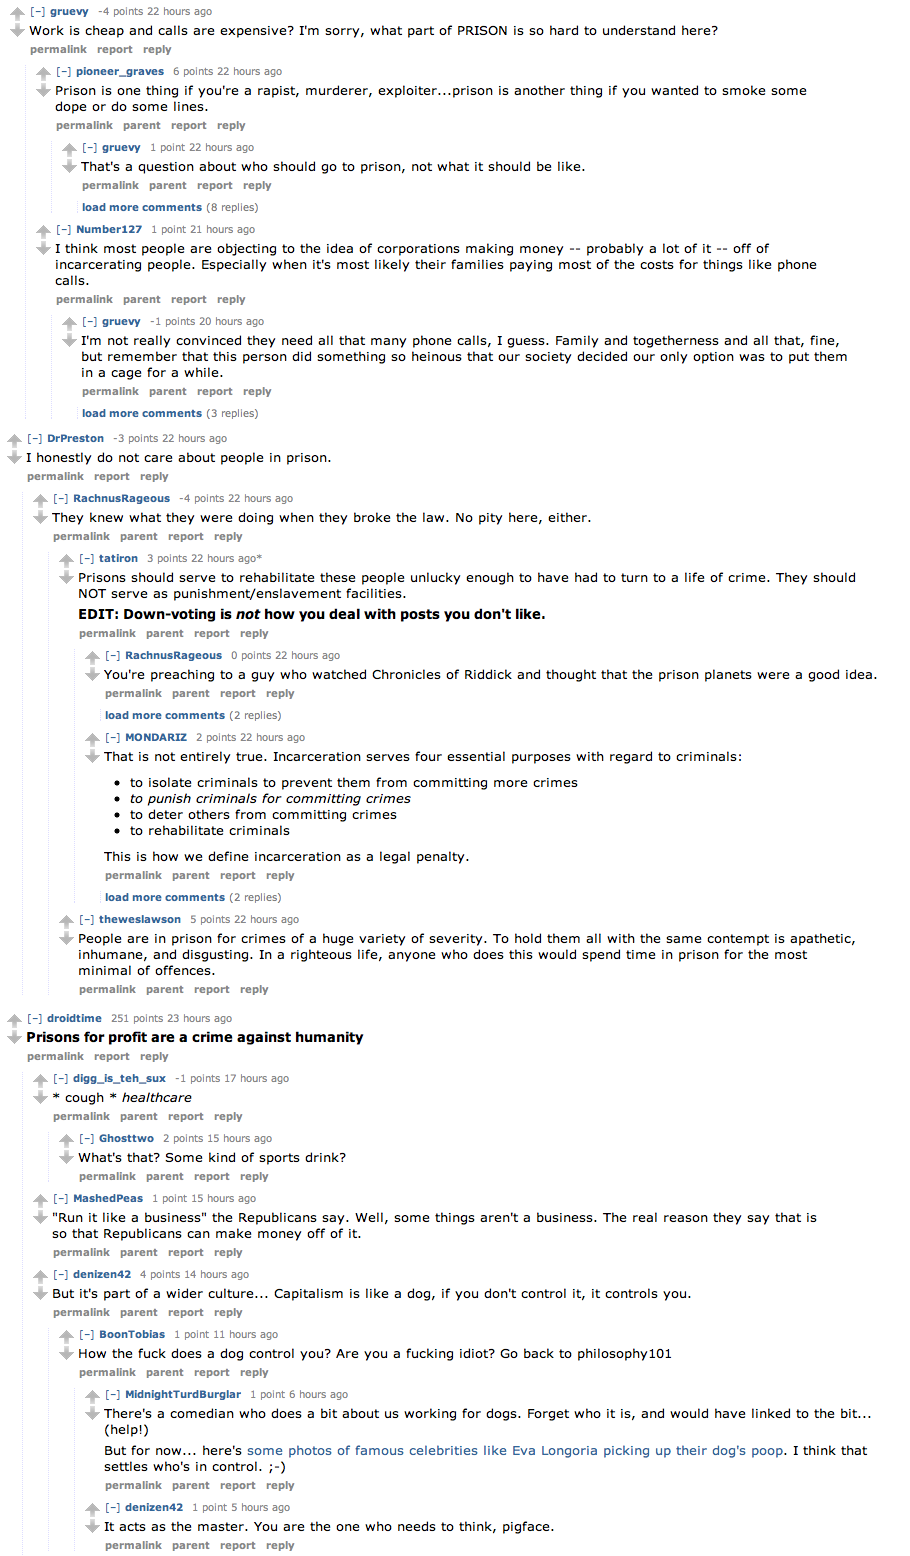 [–] gruevy -4 points 22 hours ago
Work is cheap and calls are expensive? I'm sorry, what part of PRISON is so hard to understand here?
permalink report reply
[–] pioneer_graves 6 points 22 hours ago
Prison is one thing if you're a rapist, murderer, exploiter...prison is another thing if you wanted to smoke some
dope or do some lines.
permalink parent report reply
[–] gruevy 1 point 22 hours ago
That's a question about who should go to prison, not what it should be like.
permalink parent report reply
load more comments (8 replies)
[–] Number127 1 point 21 hours ago
I think most people are objecting to the idea of corporations making money -- probably a lot of it -- off of
incarcerating people. Especially when it's most likely their families paying most of the costs for things like phone
calls.
permalink parent report reply
[–] gruevy -1 points 20 hours ago
I'm not really convinced they need all that many phone calls, I guess. Family and togetherness and all that, fine,
but remember that this person did something so heinous that our society decided our only option was to put them
in a cage for a while.
permalink parent report reply
load more comments (3 replies)
[–] DrPreston -3 points 22 hours ago
I honestly do not care about people in prison.
permalink report reply
[–] RachnusRageous -4 points 22 hours ago
They knew what they were doing when they broke the law. No pity here, either.
permalink parent report reply
[–] tatiron 3 points 22 hours ago*
Prisons should serve to rehabilitate these people unlucky enough to have had to turn to a life of crime. They should
NOT serve as punishment/enslavement facilities.
EDIT: Down-voting is not how you deal with posts you don't like.
permalink parent report reply
[–] RachnusRageous 0 points 22 hours ago
You're preaching to a guy who watched Chronicles of Riddick and thought that the prison planets were a good idea.
permalink parent report reply
load more comments (2 replies)
[–] MONDARIZ 2 points 22 hours ago
That is not entirely true. Incarceration serves four essential purposes with regard to criminals:
• to isolate criminals to prevent them from committing more crimes
• to punish criminals for committing crimes
• to deter others from committing crimes
• to rehabilitate criminals
This is how we define incarceration as a legal penalty.
permalink parent report reply
load more comments (2 replies)
[–] theweslawson 5 points 22 hours ago
People are in prison for crimes of a huge variety of severity. To hold them all with the same contempt is apathetic,
inhumane, and disgusting. In a righteous life, anyone who does this would spend time in prison for the most
minimal of offences.
permalink parent report reply
[–] droidtime 251 points 23 hours ago
Prisons for profit are a crime against humanity
permalink report reply
[–] digg_is_teh_sux -1 points 17 hours ago
* cough * healthcare
permalink parent report reply
[–] Ghosttwo 2 points 15 hours ago
What's that? Some kind of sports drink?
permalink parent report reply
[–] MashedPeas 1 point 15 hours ago
"Run it like a business" the Republicans say. Well, some things aren't a business. The real reason they say that is
so that Republicans can make money off of it.
permalink parent report reply
[–] denizen42 4 points 14 hours ago
But it's part of a wider culture... Capitalism is like a dog, if you don't control it, it controls you.
permalink parent report reply
[–] BoonTobias 1 point 11 hours ago
How the fuck does a dog control you? Are you a fucking idiot? Go back to philosophy101
permalink parent report reply
[–] MidnightTurdBurglar 1 point 6 hours ago
There's a comedian who does a bit about us working for dogs. Forget who it is, and would have linked to the bit...
(help!)
But for now... here's some photos of famous celebrities like Eva Longoria picking up their dog's poop. I think that
settles who's in control. ;-)
permalink parent report reply
[–] denizen42 1 point 5 hours ago
It acts as the master. You are the one who needs to think, pigface.
permalink parent report reply